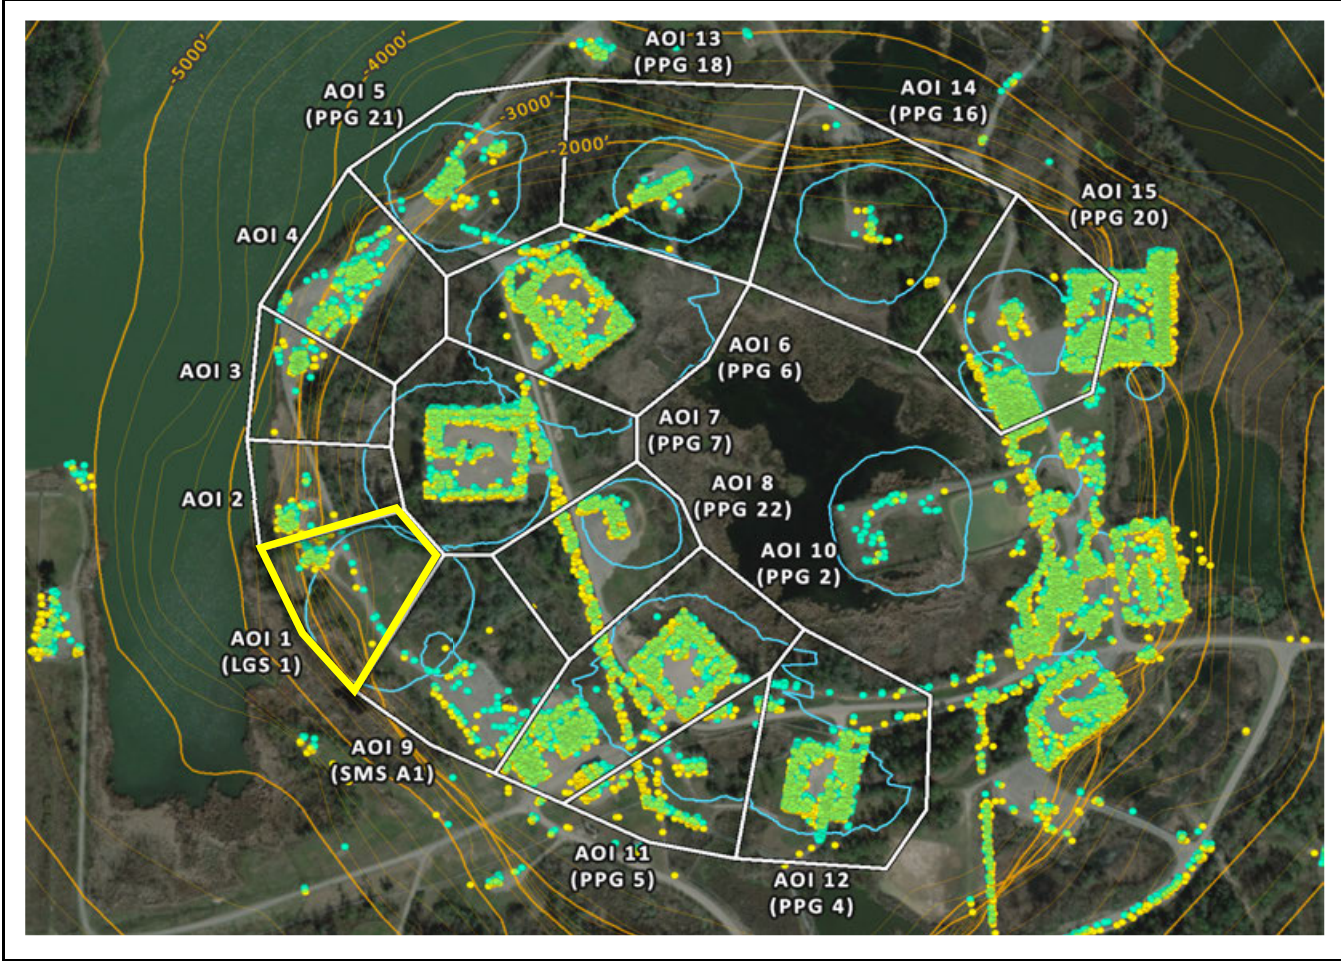 AOI 13
(PPG 18)
-5000'
-4000'
AOI 5
(PPG 21)
AOI 14
(PPG 16)
-3000'
-2000'
AOI 15
(PPG 20)
AOI 4
AOI 6
(PPG 6)
AOI 3
AOI 7
(PPG 7)
AOI 2
AOI 8
(PPG 22)
AOI 10
(PPG 2)
AOI 1
(LGS 1)
AOI 9
(SMS A1)
AOI 11
(PPG 5)
AOI 12
(PPG 4)